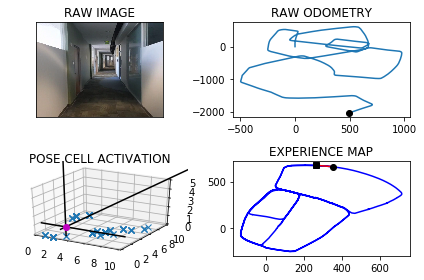 RAW IMAGE
RAW ODOMETRY
0
−1000
−2000
−500 0 500 1000
POSE CELL ACTIVATION
5
4
3
2
1
0
0 2 4 6 8 10
0 2 4 6 8 10
EXPERIENCE MAP
500
0
0 200 400 600